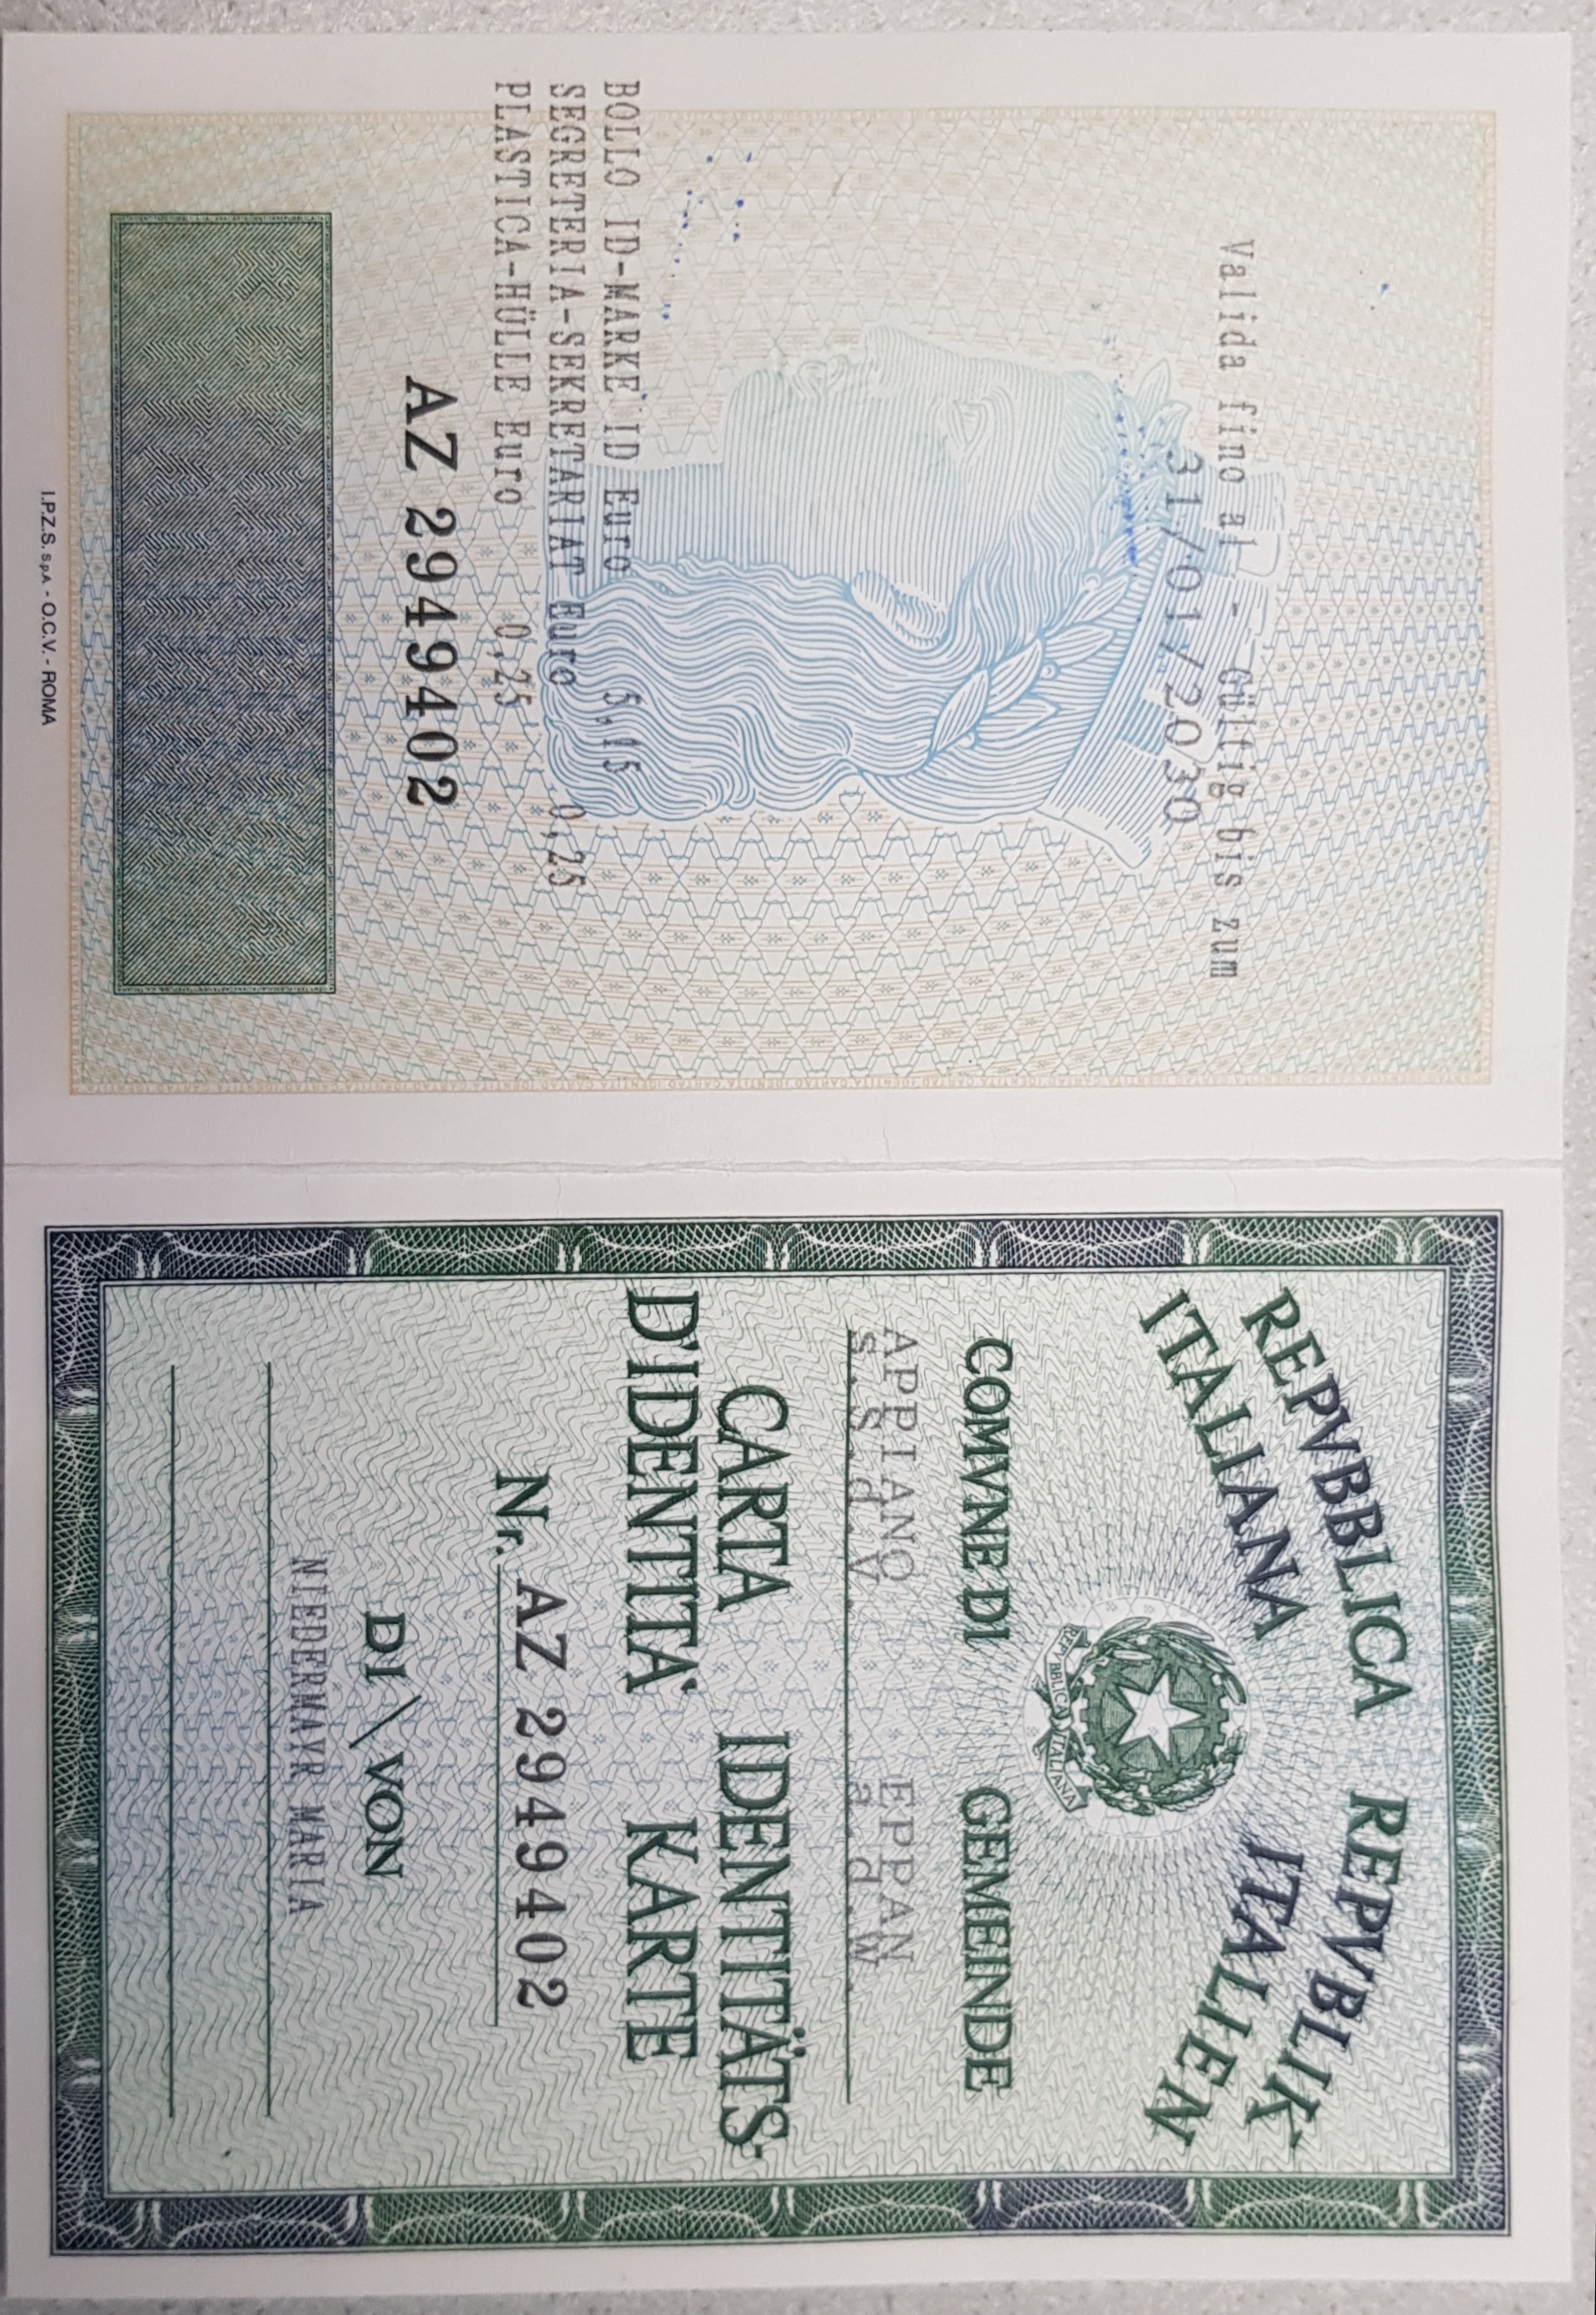 Valida fino al - Gültig bis zum
31/01/2030
BOLLO ID-MARKE ID Euro 5,15
SEGRETERIA-SEKRETARIAT Euro 0,25
PLASTICA-HÜLLE Euro 0,25
AZ 2949402
I.P.Z.S. S.p.A. - O.C.V. - ROMA
REPVBBLICA REPVBLIK
ITALIANA ITALIEN
REPVBBLICA ITALIANA
COMVNE DI GEMEINDE
APPIANO EPPAN
s.s.d.v. a.d.W
CARTA IDENTITÄTS-
D'IDENTITA' KARTE
Nr. AZ 2949402
DI \ VON
NIEDERMAYR MARIA